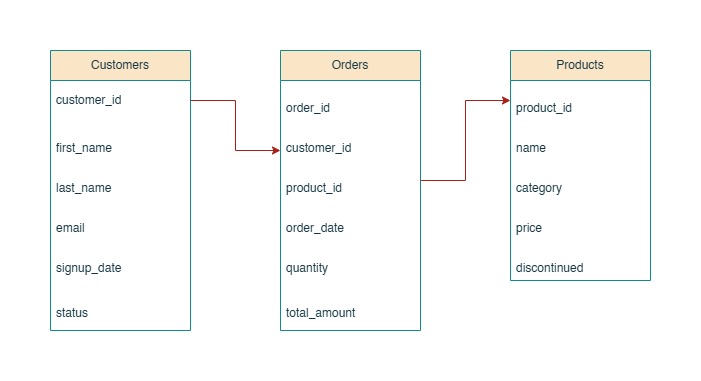 Customers
customer_id
first_name
last_name
email
signup_date
status
Orders
order_id
customer_id
product_id
order_date
quantity
total_amount
Products
product_id
name
category
price
discontinued